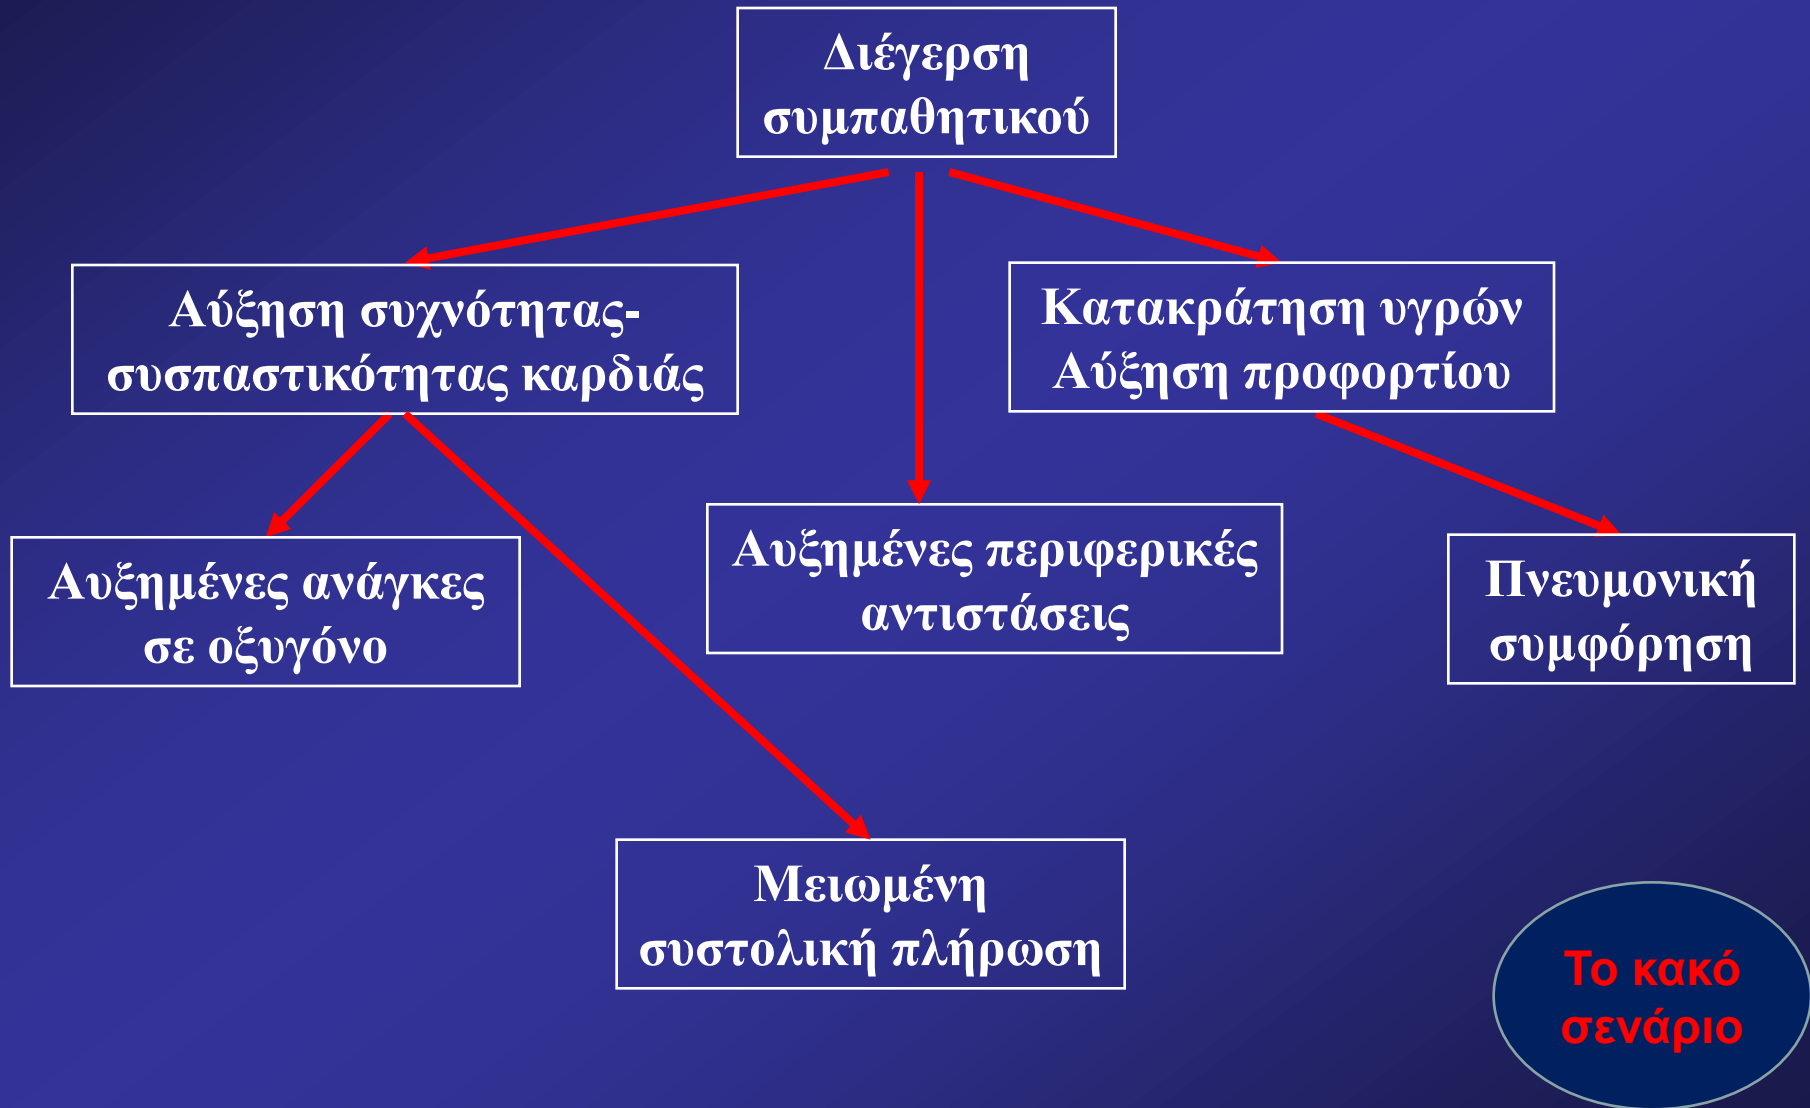 Διέγερση
συμπαθητικού
Αύξηση συχνότητας-
συσπαστικότητας καρδιάς
Κατακράτηση υγρών
Αύξηση προφορτίου
Αυξημένες περιφερικές
αντιστάσεις
Αυξημένες ανάγκες
σε οξυγόνο
Πνευμονική
συμφόρηση
Μειωμένη
συστολική πλήρωση
Το κακό
σενάριο